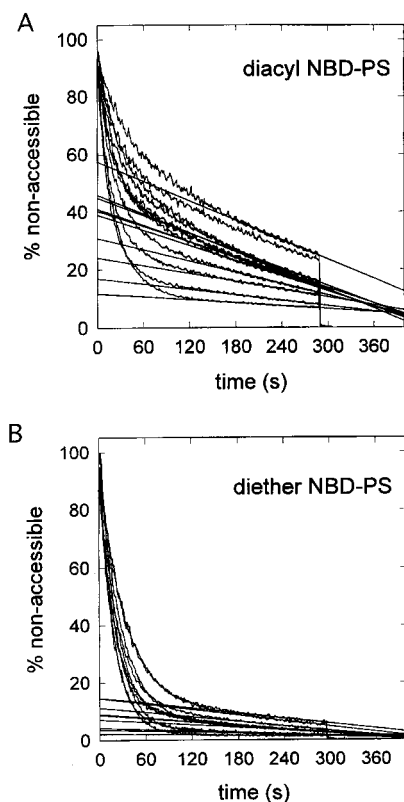 A
diacyl NBD-PS
% non-accessible
100
80
60
40
20
0
0 60 120 180 240 300 360
time (s)
B
diether NBD-PS
% non-accessible
100
80
60
40
20
0
0 60 120 180 240 300 360
time (s)